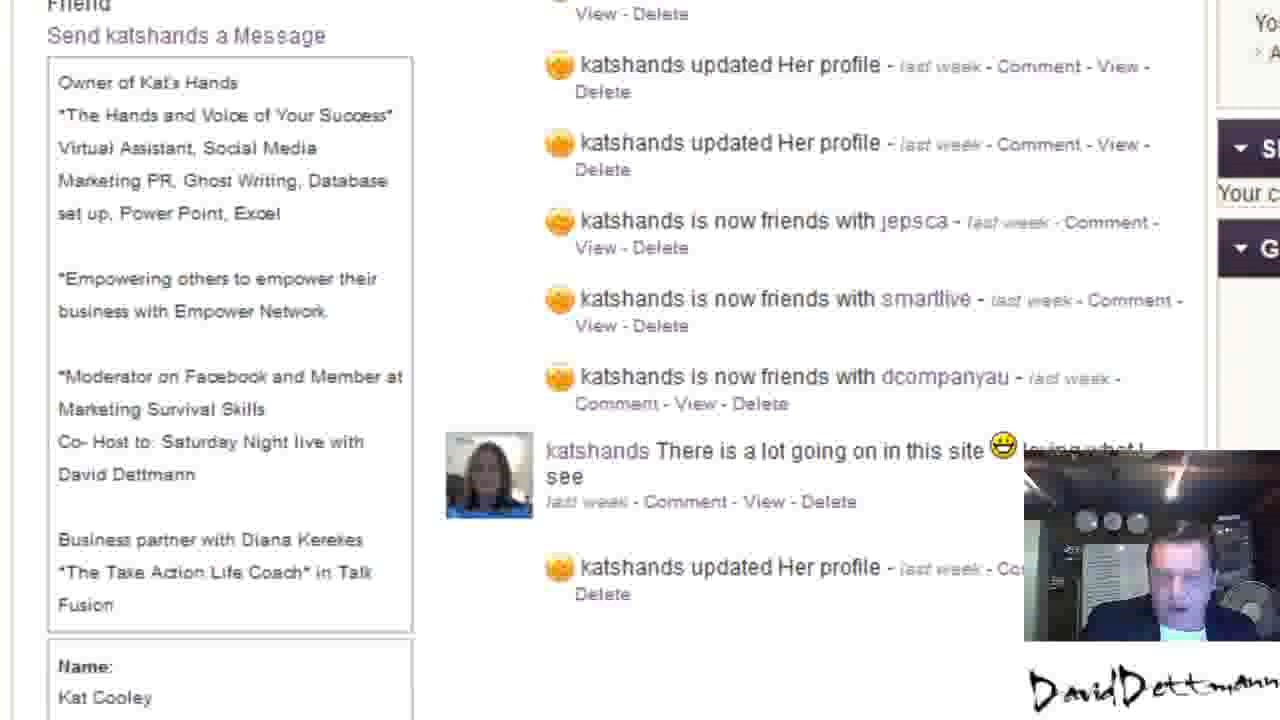 Friend
Send katshands a Message
Owner of Kat's Hands
*The Hands and Voice of Your Success*
Virtual Assistant, Social Media
Marketing PR, Ghost Writing, Database
set up, Power Point, Excel
*Empowering others to empower their
business with Empower Network
*Moderator on Facebook and Member at
Marketing Survival Skills
Co- Host to: Saturday Night live with
David Dettmann
Business partner with Diana Kerekes
*The Take Action Life Coach* in Talk
Fusion
Name:
Kat Cooley
View - Delete
katshands updated Her profile - last week - Comment - View -
Delete
katshands updated Her profile - last week - Comment - View -
Delete
katshands is now friends with jepsca - last week - Comment -
View - Delete
katshands is now friends with smartlive - last week - Comment -
View - Delete
katshands is now friends with dcompanyau - last week -
Comment - View - Delete
katshands There is a lot going on in this site loving what I
see
last week - Comment - View - Delete
katshands updated Her profile - last week -
Delete
Your
David Dettmann